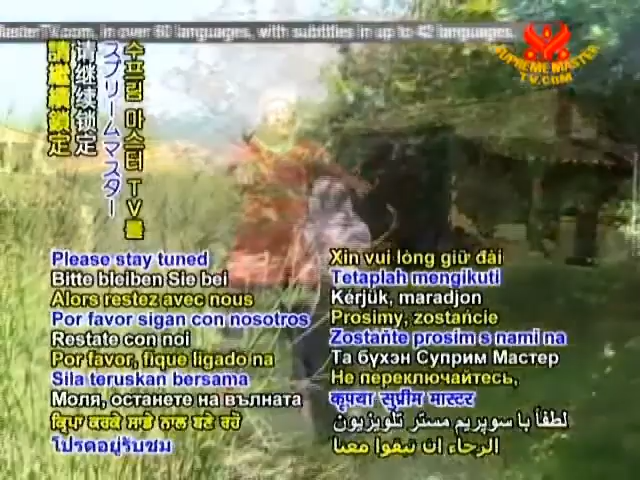 MasterTV.com, in over 60 languages, with subtitles in up to 42 languages.
SUPREME MASTER
TV.COM
請繼續鎖定
请继续锁定
スプリームマスター
수프림 마스터 TV를
Please stay tuned
Bitte bleiben Sie bei
Alors restez avec nous
Por favor sigan con nosotros
Restate con noi
Por favor, fique ligado na
Sila teruskan bersama
Моля, останете на вълната
ਕ੍ਰਿਪਾ ਕਰਕੇ ਸਾਡੇ ਨਾਲ ਬਣੇ ਰਹੋ
โปรดอยู่รับชม
Xin vui lòng giữ đài
Tetaplah mengikuti
Kérjük, maradjon
Prosimy, zostańcie
Zostaňte prosím s nami na
Та бүхэн Суприм Мастер
Не переключайтесь,
कृपया सुप्रीम मास्टर
لطفاً با سوپریم مستر تلویزیون
الرجاء ان تبقوا معنا